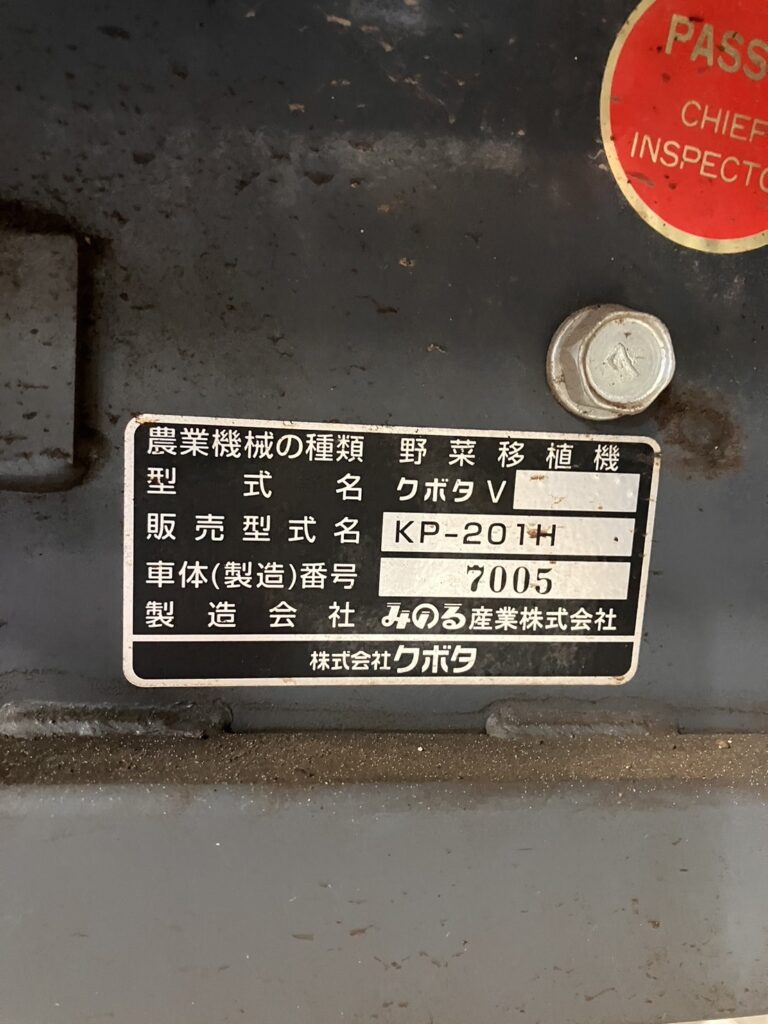 PASS
CHIEF
INSPECTO
農業機械の種類 野菜移植機
型式名 クボタ V
販売型式名 KP-201H
車体(製造)番号 7005
製造会社 みのる産業株式会社
株式会社クボタ